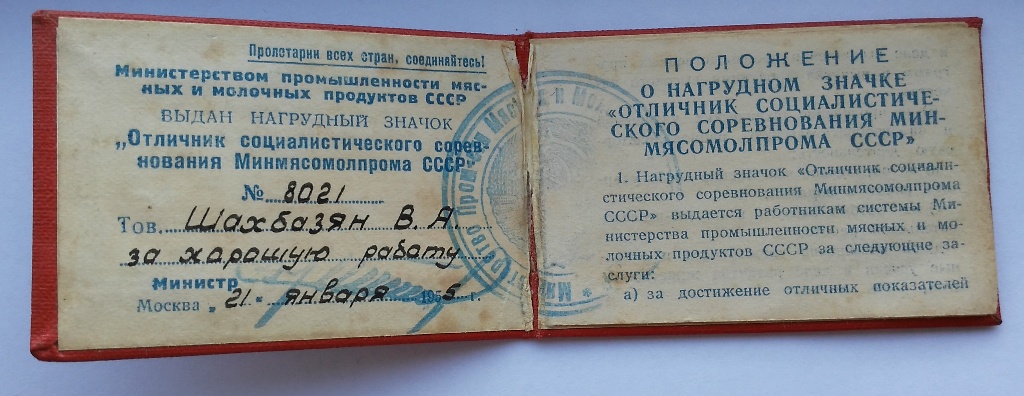 Пролетарии всех стран, соединяйтесь!
Министерством промышленности мяс-
ных и молочных продуктов СССР
ВЫДАН НАГРУДНЫЙ ЗНАЧОК
„Отличник социалистического сорев-
нования Минмясомолпрома СССР"
№ 8021
Тов. Шахбазян В. А.
за харошую работу
Министр
Москва „21" января 1955 г.
ПОЛОЖЕНИЕ
О НАГРУДНОМ ЗНАЧКЕ
«ОТЛИЧНИК СОЦИАЛИСТИЧЕ-
СКОГО СОРЕВНОВАНИЯ МИН-
МЯСОМОЛПРОМА СССР»
1. Нагрудный значок «Отличник социали-
стического соревнования Минмясомолпрома
СССР» выдается работникам системы Ми-
нистерства промышленности мясных и мо-
лочных продуктов СССР за следующие за-
слуги:
а) за достижение отличных показателей